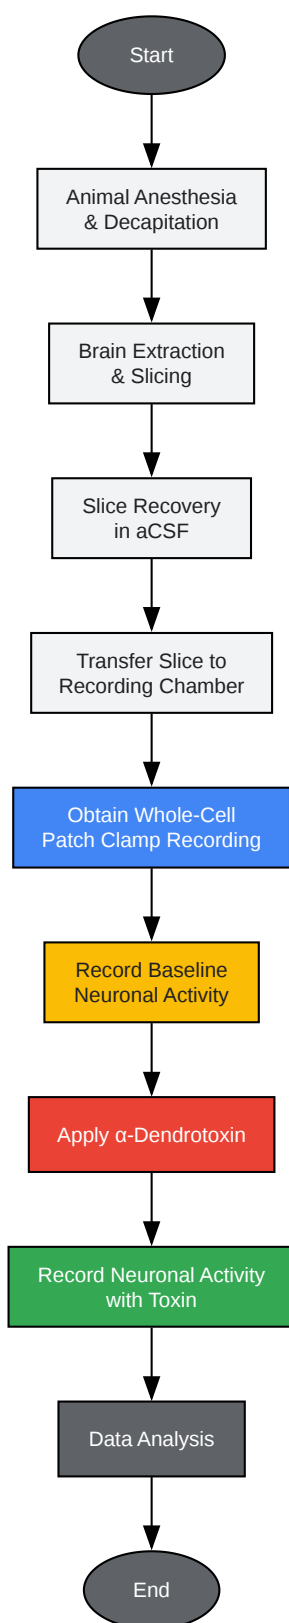 Start
Animal Anesthesia
& Decapitation
Brain Extraction
& Slicing
Slice Recovery
in aCSF
Transfer Slice to
Recording Chamber
Obtain Whole-Cell
Patch Clamp Recording
Record Baseline
Neuronal Activity
Apply α-Dendrotoxin
Record Neuronal Activity
with Toxin
Data Analysis
End